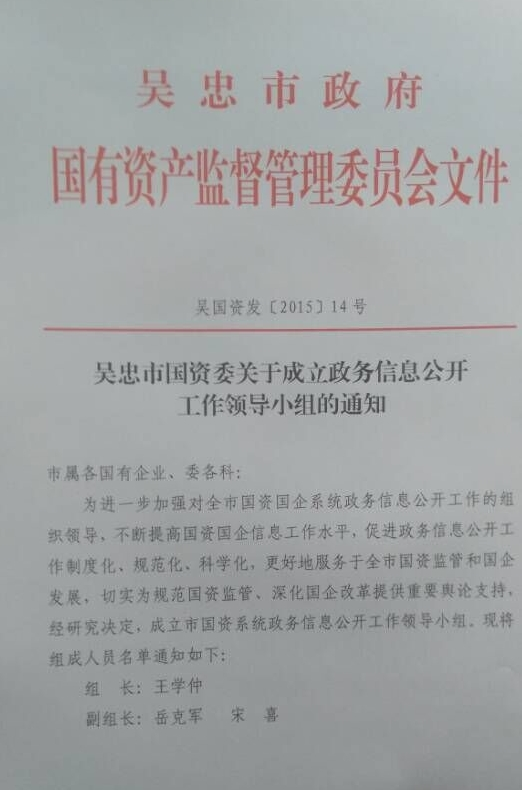 吴忠市政府
国有资产监督管理委员会文件
吴国资发〔2015〕14号
吴忠市国资委关于成立政务信息公开
工作领导小组的通知
市属各国有企业、委各科：
为进一步加强对全市国资国企系统政务信息公开工作的组
织领导、不断提高国资国企信息工作水平，促进政务信息公开工
作制度化、规范化、科学化，更好地服务于全市国资监管和国企
发展、切实为规范国资监管、深化国企改革提供重要舆论支持，
经研究决定，成立市国资系统政务信息公开工作领导小组。现将
组成人员名单通知如下：
组 长：王学仲
副组长：岳克军 宋 喜